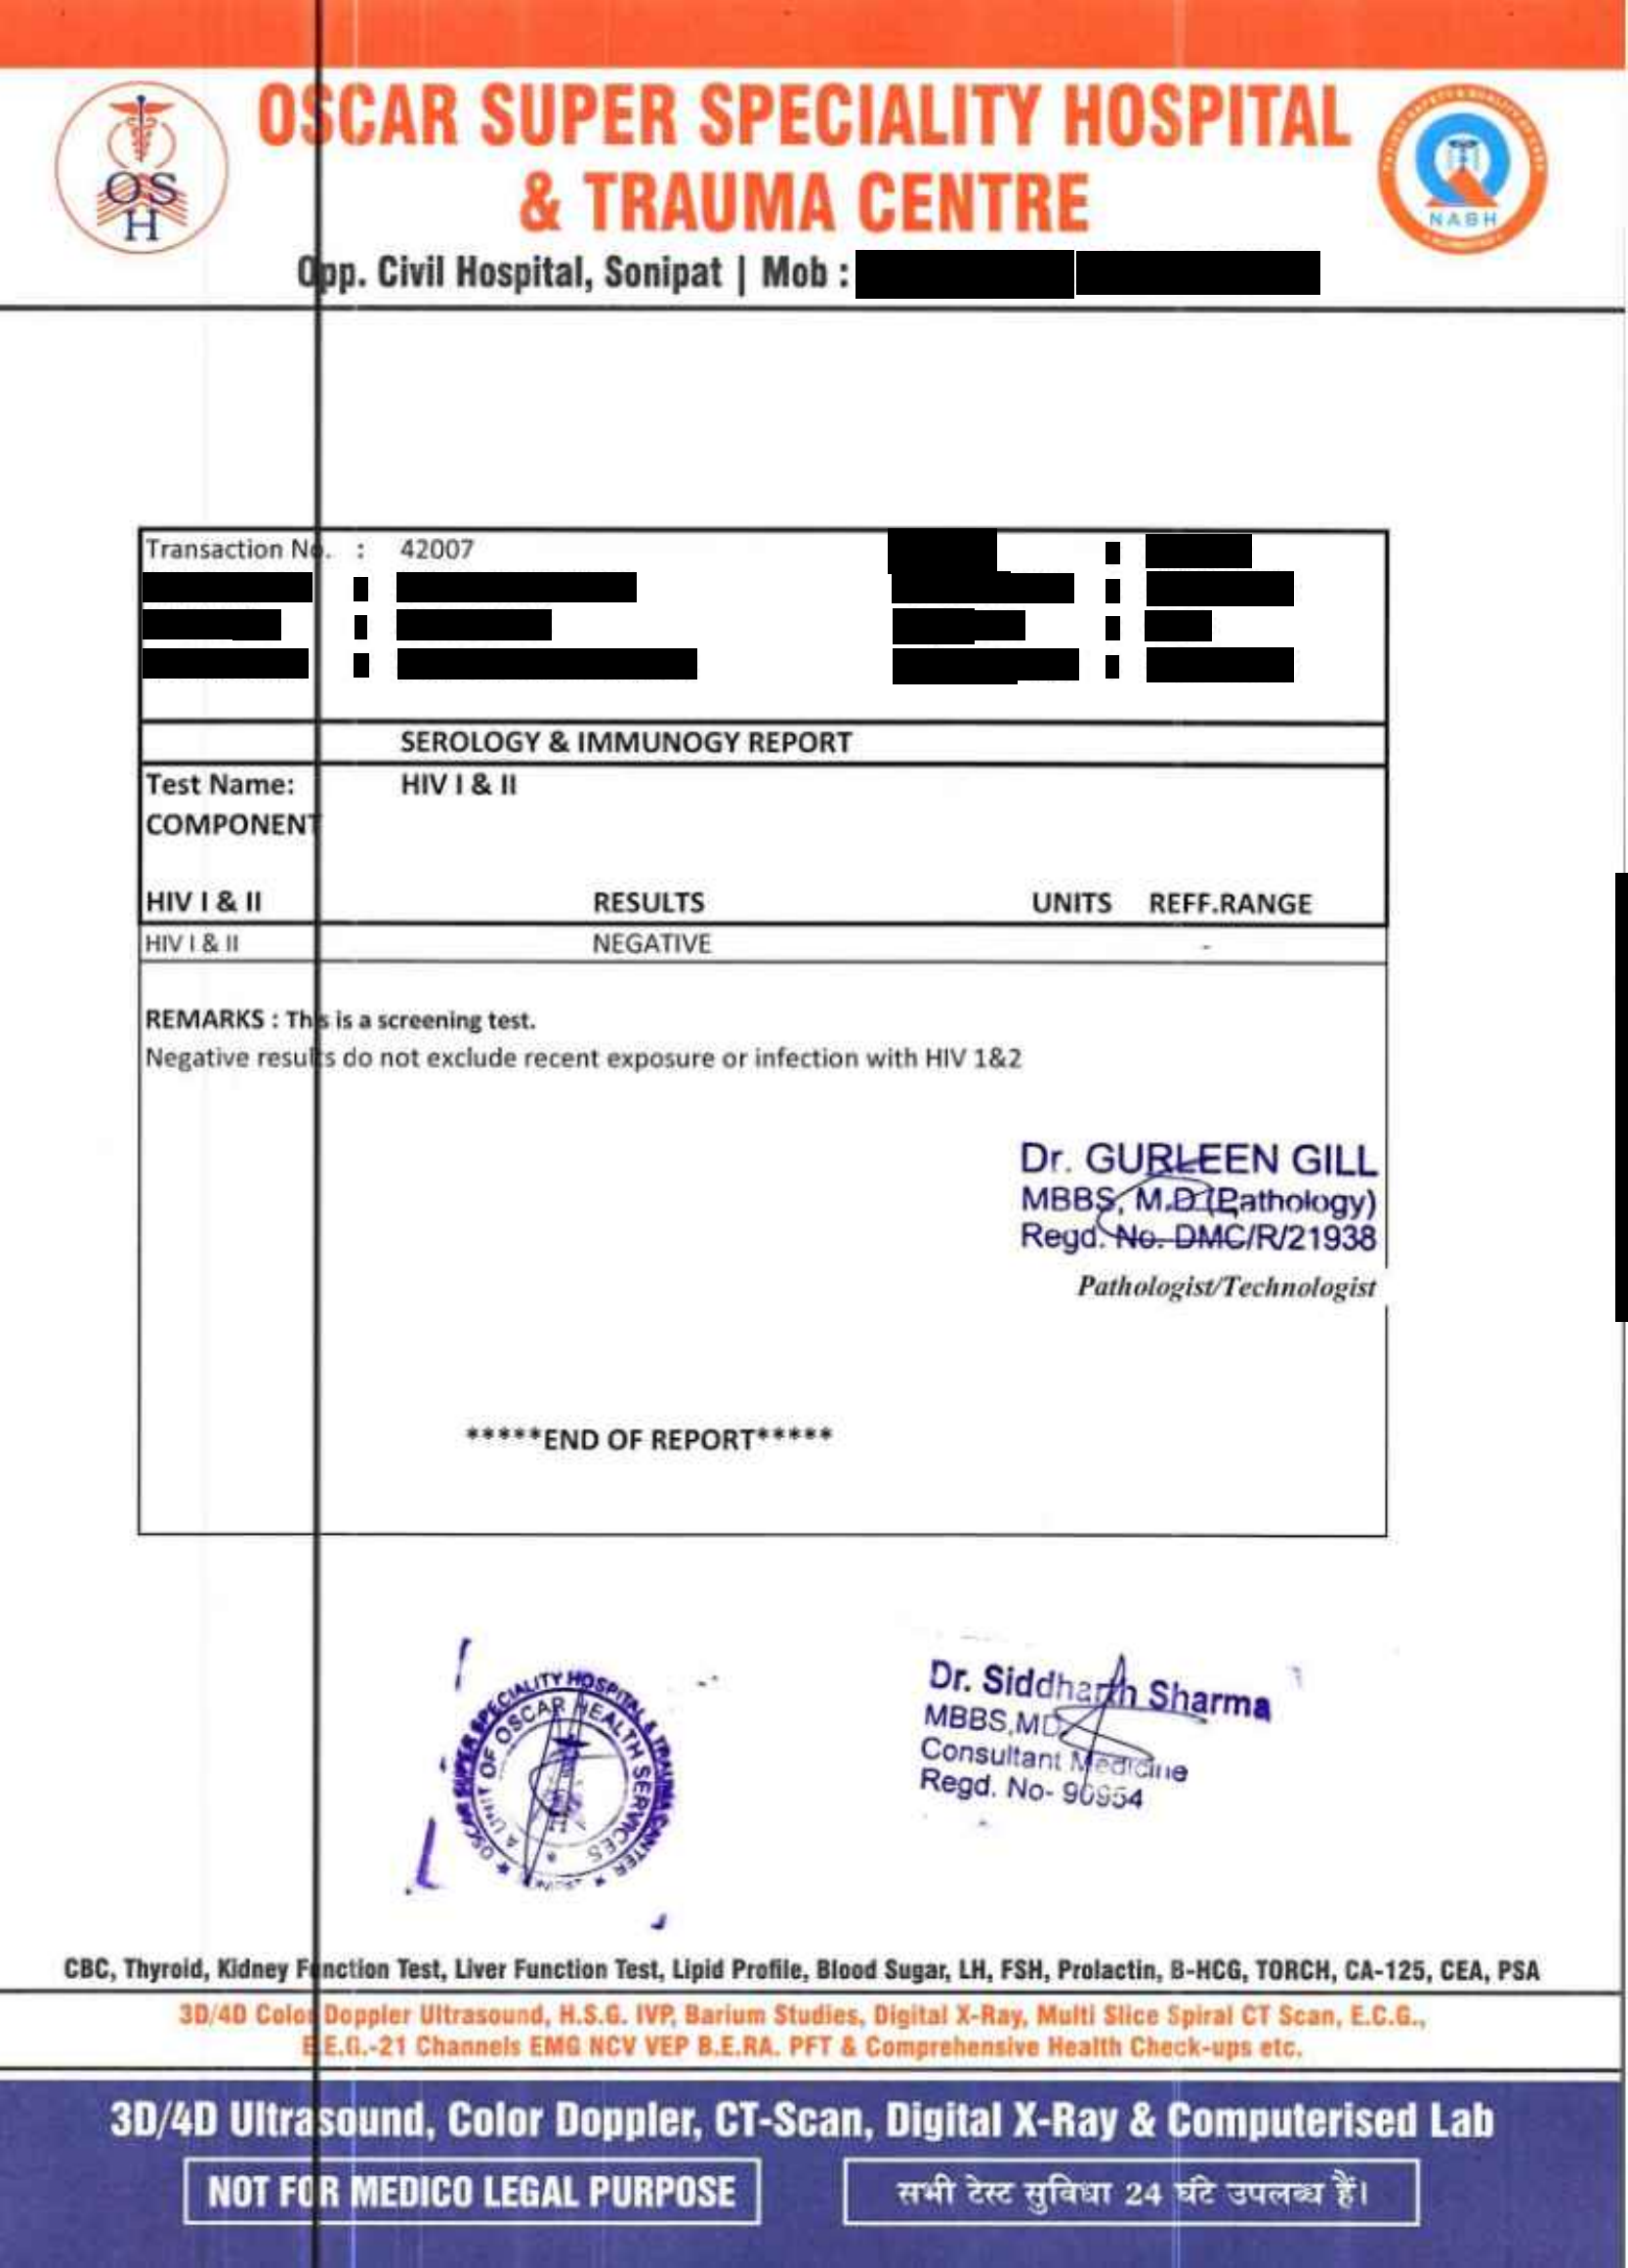 OSCAR SUPER SPECIALITY HOSPITAL
& TRAUMA CENTRE
OSH
NABH
Opp. Civil Hospital, Sonipat | Mob :
Transaction No. : 42007
SEROLOGY & IMMUNOGY REPORT
Test Name: HIV I & II
COMPONENT
HIV I & II RESULTS UNITS REFF.RANGE
HIV I & II NEGATIVE -
REMARKS : This is a screening test.
Negative results do not exclude recent exposure or infection with HIV 1&2
Dr. GURLEEN GILL
MBBS, M.D (Pathology)
Regd. No. DMC/R/21938
Pathologist/Technologist
*****END OF REPORT*****
OSCAR SUPER SPECIALITY HOSPITAL & TRAUMA CANTER
A UNIT OF OSCAR HEALTH SERVICES
Dr. Siddharth Sharma
MBBS,MD
Consultant Medicine
Regd. No- 90954
CBC, Thyroid, Kidney Function Test, Liver Function Test, Lipid Profile, Blood Sugar, LH, FSH, Prolactin, B-HCG, TORCH, CA-125, CEA, PSA
3D/4D Color Doppler Ultrasound, H.S.G. IVP, Barium Studies, Digital X-Ray, Multi Slice Spiral CT Scan, E.C.G.,
E.E.G.-21 Channels EMG NCV VEP B.E.RA. PFT & Comprehensive Health Check-ups etc.
3D/4D Ultrasound, Color Doppler, CT-Scan, Digital X-Ray & Computerised Lab
NOT FOR MEDICO LEGAL PURPOSE
सभी टेस्ट सुविधा 24 घंटे उपलब्ध हैं।